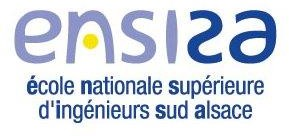 ensisa
école nationale supérieure
d'ingénieurs sud alsace